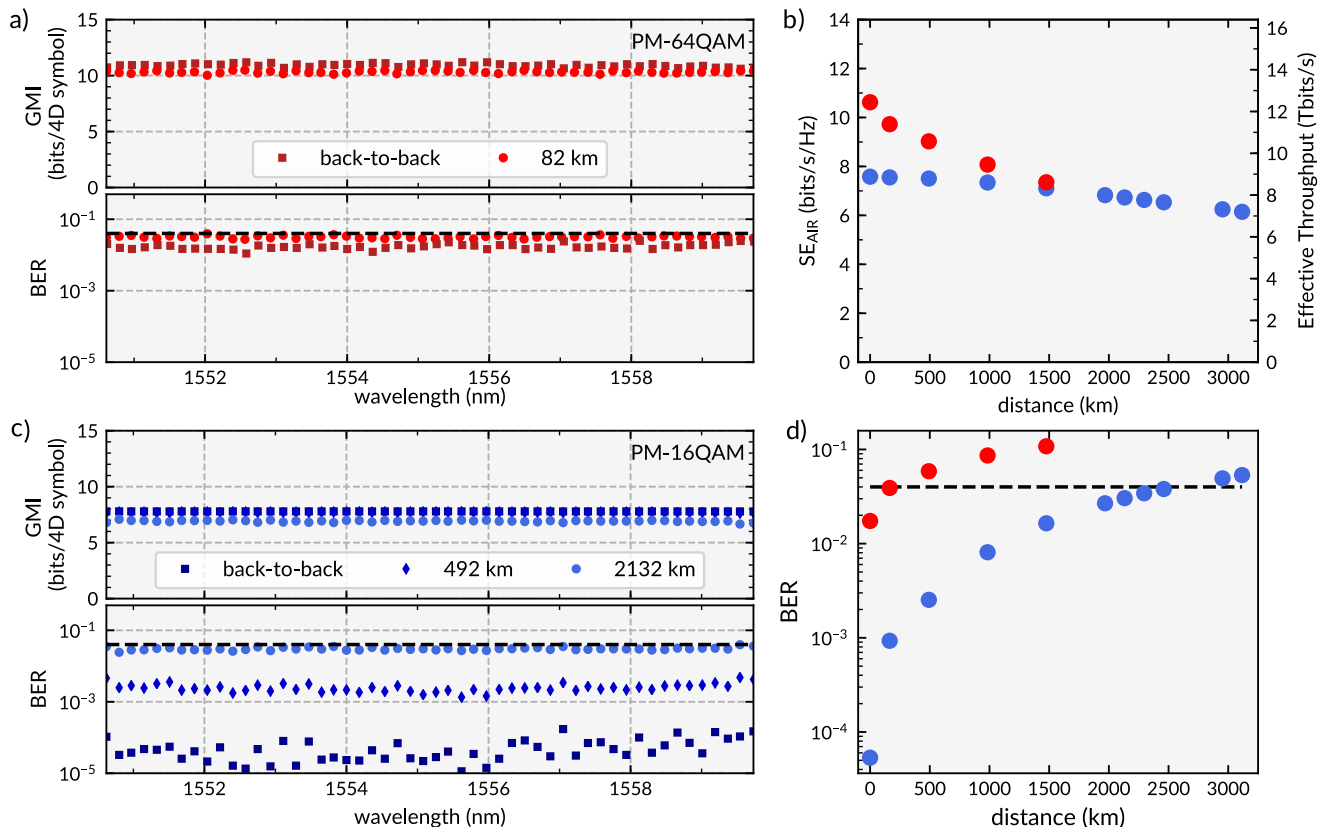 a)
PM-64QAM
GMI
(bits/4D symbol)
15
10
5
0
back-to-back
82 km
BER
10⁻¹
10⁻³
10⁻⁵
1552
1554
1556
1558
wavelength (nm)
b)
SE_AIR (bits/s/Hz)
14
12
10
8
6
4
2
0
Effective Throughput (Tbits/s)
16
14
12
10
8
6
4
2
0
0
500
1000
1500
2000
2500
3000
distance (km)
c)
PM-16QAM
GMI
(bits/4D symbol)
15
10
5
0
back-to-back
492 km
2132 km
BER
10⁻¹
10⁻³
10⁻⁵
1552
1554
1556
1558
wavelength (nm)
d)
BER
10⁻¹
10⁻²
10⁻³
10⁻⁴
0
500
1000
1500
2000
2500
3000
distance (km)